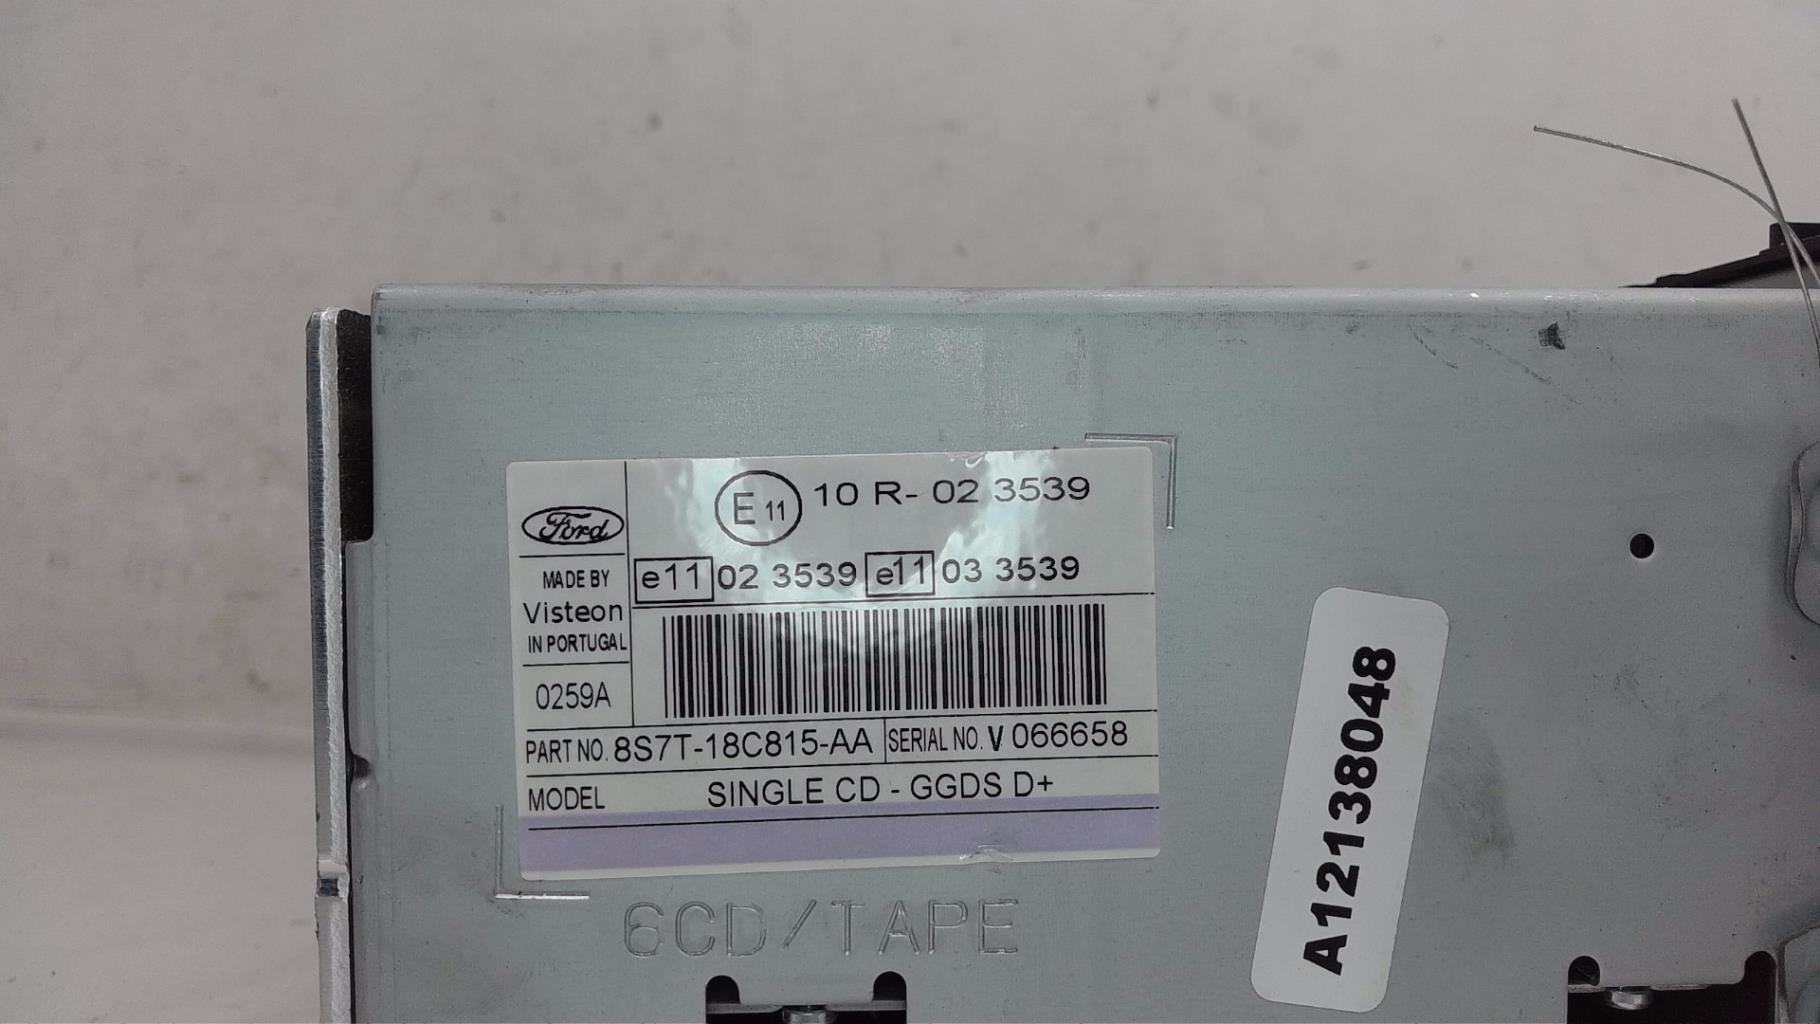 E 11 10 R- 02 3539
Ford
e11 02 3539 e11 03 3539
MADE BY
Visteon
IN PORTUGAL
0259A
PART NO. 8S7T-18C815-AA SERIAL NO. V 066658
MODEL SINGLE CD - GGDS D+
6CD/TAPE
A12138048